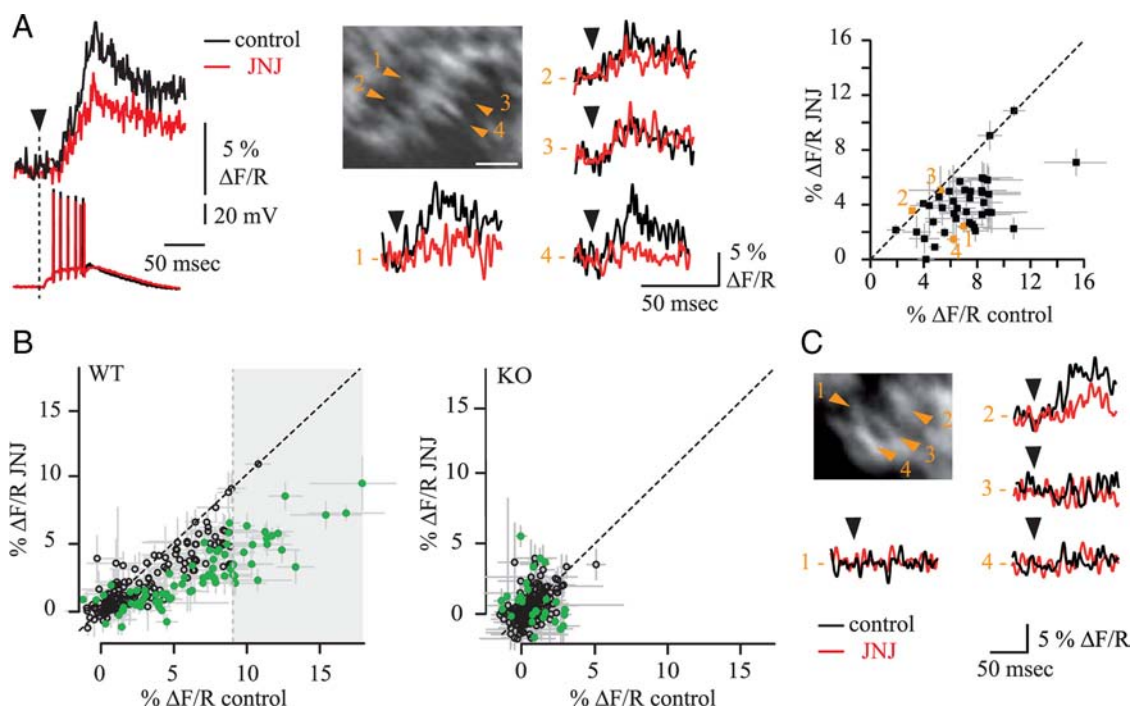 A
control
JNJ
5 %
ΔF/R
20 mV
50 msec
1
2
3
4
1 -
2 -
3 -
4 -
5 %
ΔF/R
50 msec
% ΔF/R JNJ
16
12
8
4
0
2
3
1
4
0 4 8 12 16
% ΔF/R control
B
WT
% ΔF/R JNJ
15
10
5
0
0 5 10 15
% ΔF/R control
KO
% ΔF/R JNJ
15
10
5
0
0 5 10 15
% ΔF/R control
C
1
2
3
4
1 -
2 -
3 -
4 -
control
JNJ
5 % ΔF/R
50 msec